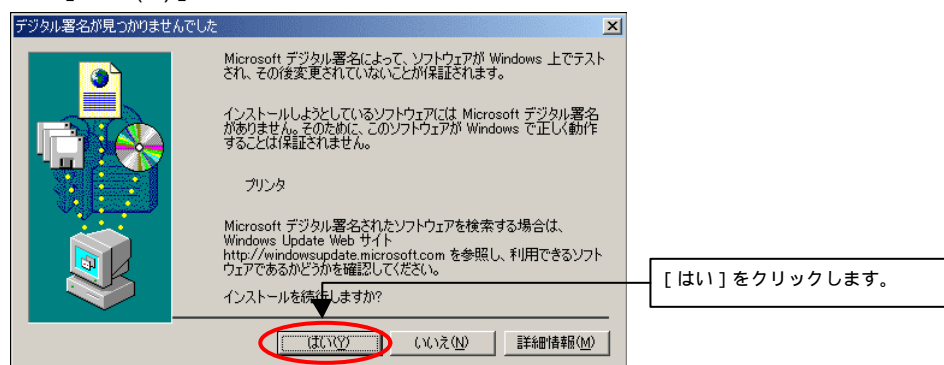 デジタル署名が見つかりませんでした
Microsoft デジタル署名によって、ソフトウェアが Windows 上でテスト
され、その後変更されていないことが保証されます。
インストールしようとしているソフトウェアには Microsoft デジタル署名
がありません。そのために、このソフトウェアが Windows で正しく動作
することは保証されません。
プリンタ
Microsoft デジタル署名されたソフトウェアを検索する場合は、
Windows Update Web サイト
http://windowsupdate.microsoft.com を参照し、利用できるソフト
ウェアであるかどうかを確認してください。
インストールを続行しますか?
[はい]をクリックします。
はい(Y) いいえ(N) 詳細情報(M)